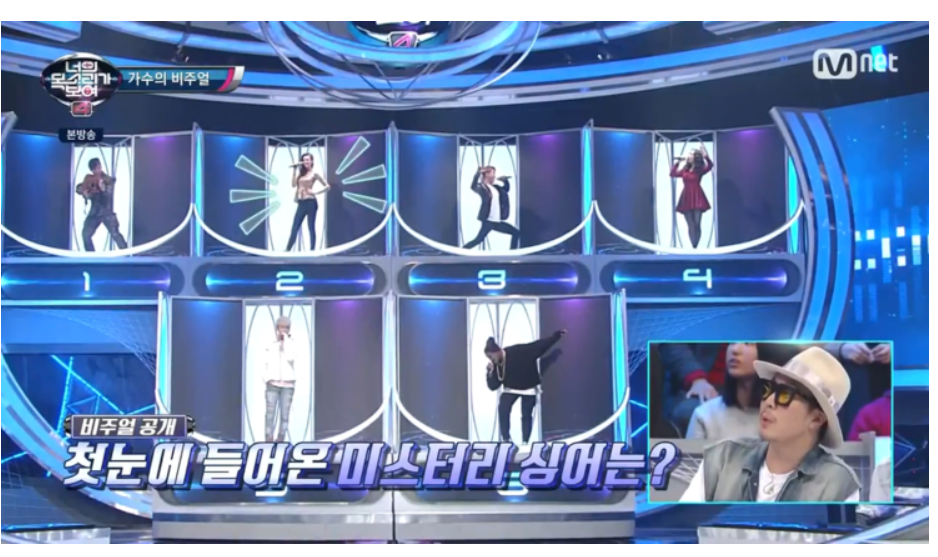 너의
목소리가
보여
4
가수의 비주얼
본방송
Mnet
1
2
3
4
비주얼 공개
첫눈에 들어온 미스터리 싱어는?